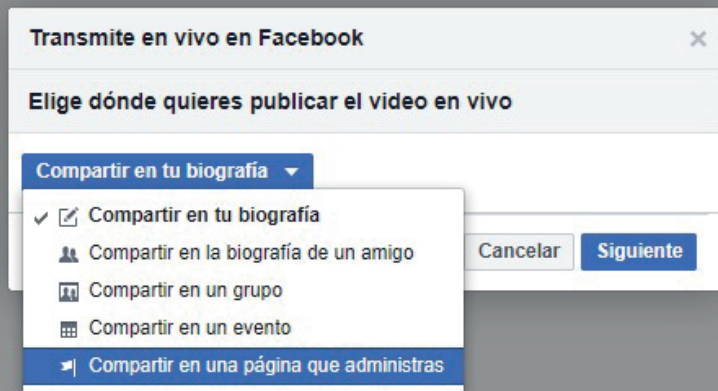 Transmite en vivo en Facebook
Elige dónde quieres publicar el video en vivo
Compartir en tu biografía
Compartir en tu biografía
Compartir en la biografía de un amigo
Cancelar Siguiente
Compartir en un grupo
Compartir en un evento
Compartir en una página que administras